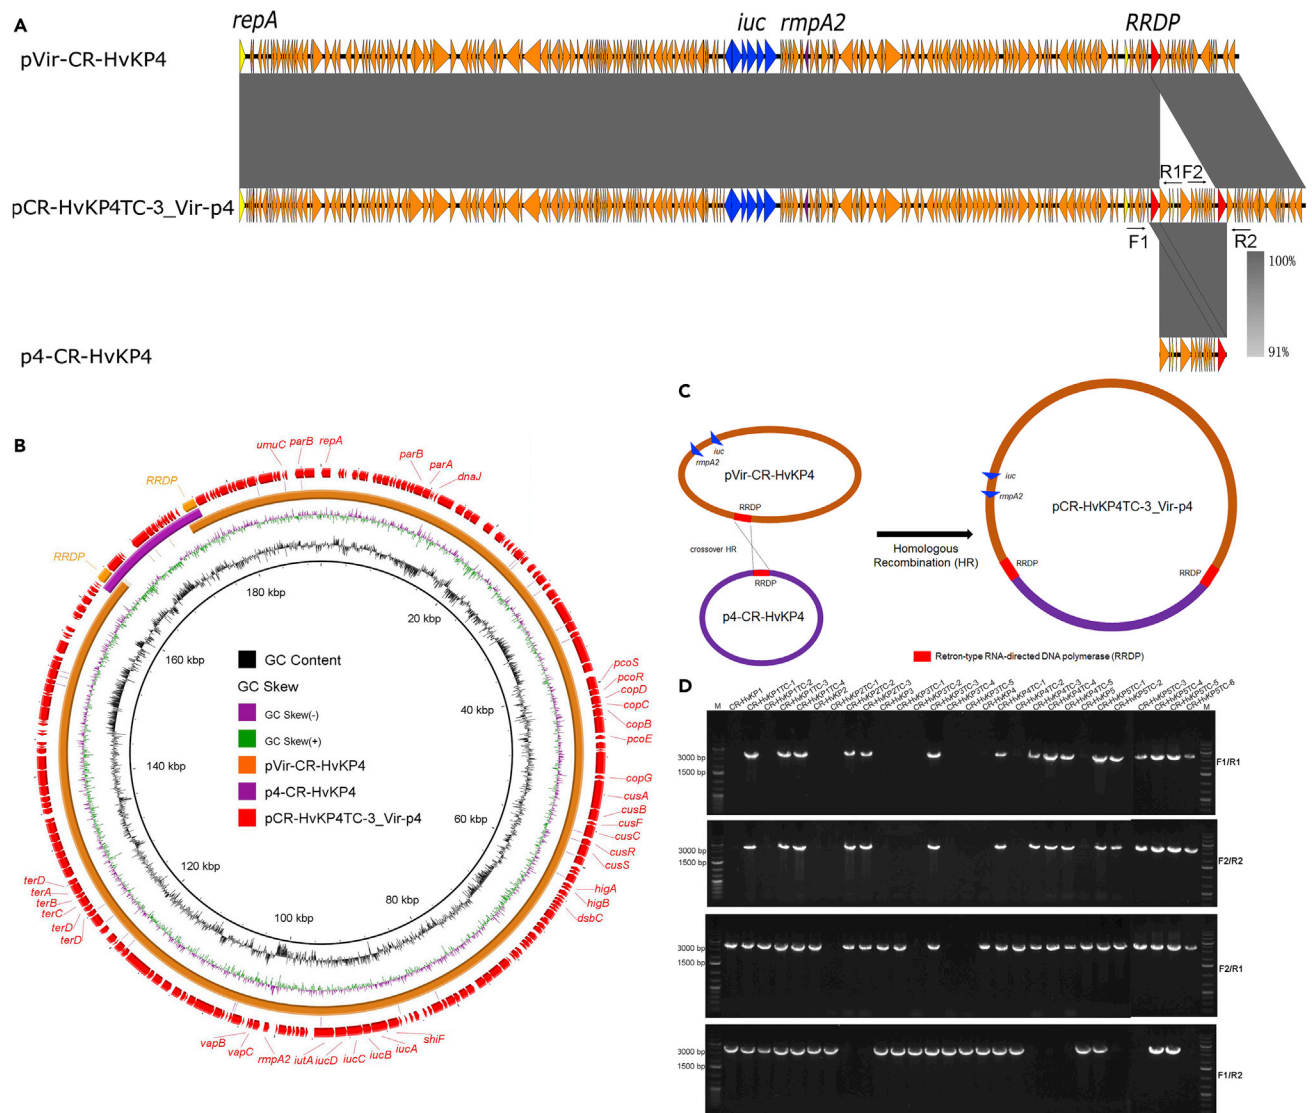 A
repA
iuc
rmpA2
RRDP
pVir-CR-HvKP4
R1
F2
pCR-HvKP4TC-3_Vir-p4
F1
R2
100%
91%
p4-CR-HvKP4
B
umuC
parB
repA
parB
parA
dnaJ
RRDP
RRDP
pcoS
pcoR
copD
copC
copB
pcoE
copG
cusA
cusB
cusF
cusC
cusR
cusS
higA
higB
dsbC
shiF
iucA
iucB
iucC
iucD
iutA
rmpA2
vapC
vapB
terD
terA
terB
terC
terD
terD
180 kbp
20 kbp
160 kbp
40 kbp
140 kbp
60 kbp
120 kbp
80 kbp
100 kbp
GC Content
GC Skew
GC Skew(-)
GC Skew(+)
pVir-CR-HvKP4
p4-CR-HvKP4
pCR-HvKP4TC-3_Vir-p4
C
iuc
rmpA2
pVir-CR-HvKP4
RRDP
crossover HR
RRDP
p4-CR-HvKP4
Homologous
Recombination (HR)
iuc
rmpA2
pCR-HvKP4TC-3_Vir-p4
RRDP
RRDP
Retron-type RNA-directed DNA polymerase (RRDP)
D
M
CR-HvKP1
CR-HvKP1TC-1
CR-HvKP1TC-2
CR-HvKP1TC-3
CR-HvKP1TC-4
CR-HvKP2
CR-HvKP2TC-1
CR-HvKP2TC-2
CR-HvKP2TC-3
CR-HvKP3
CR-HvKP3TC-1
CR-HvKP3TC-2
CR-HvKP3TC-3
CR-HvKP3TC-4
CR-HvKP3TC-5
CR-HvKP4
CR-HvKP4TC-1
CR-HvKP4TC-2
CR-HvKP4TC-3
CR-HvKP4TC-4
CR-HvKP4TC-5
CR-HvKP5
CR-HvKP5TC-1
CR-HvKP5TC-2
CR-HvKP5TC-3
CR-HvKP5TC-4
CR-HvKP5TC-5
CR-HvKP5TC-6
M
3000 bp
1500 bp
F1/R1
3000 bp
1500 bp
F2/R2
3000 bp
1500 bp
F2/R1
3000 bp
1500 bp
F1/R2